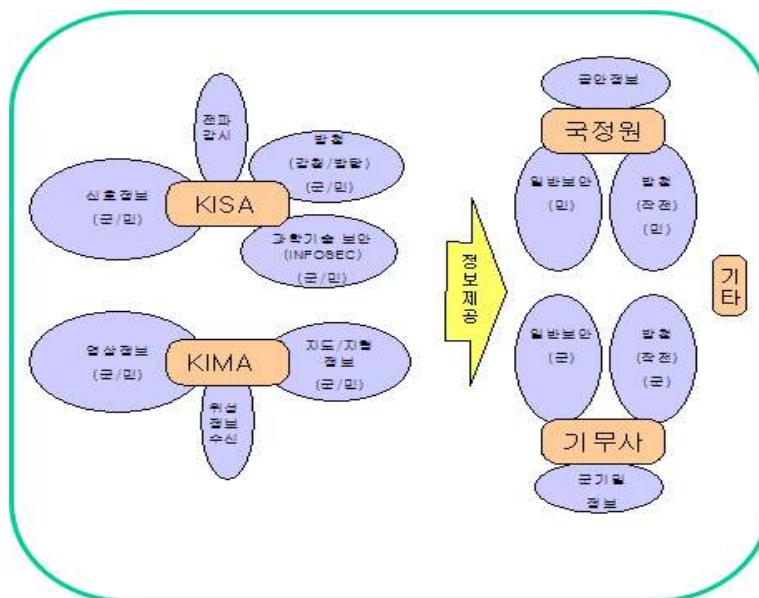 전파
감시
방첩
(감청/방탐)
(군/민)
신호정보
(군/민)
KISA
과학기술 보안
(INFOSEC)
(군/민)
영상정보
(군/민)
KIMA
지도/지형
정보
(군/민)
위성
정보
수신
정보제공
공안정보
국정원
일반보안
(민)
방첩
(작전)
(민)
기타
일반보안
(군)
방첩
(작전)
(군)
기무사
군기밀
정보